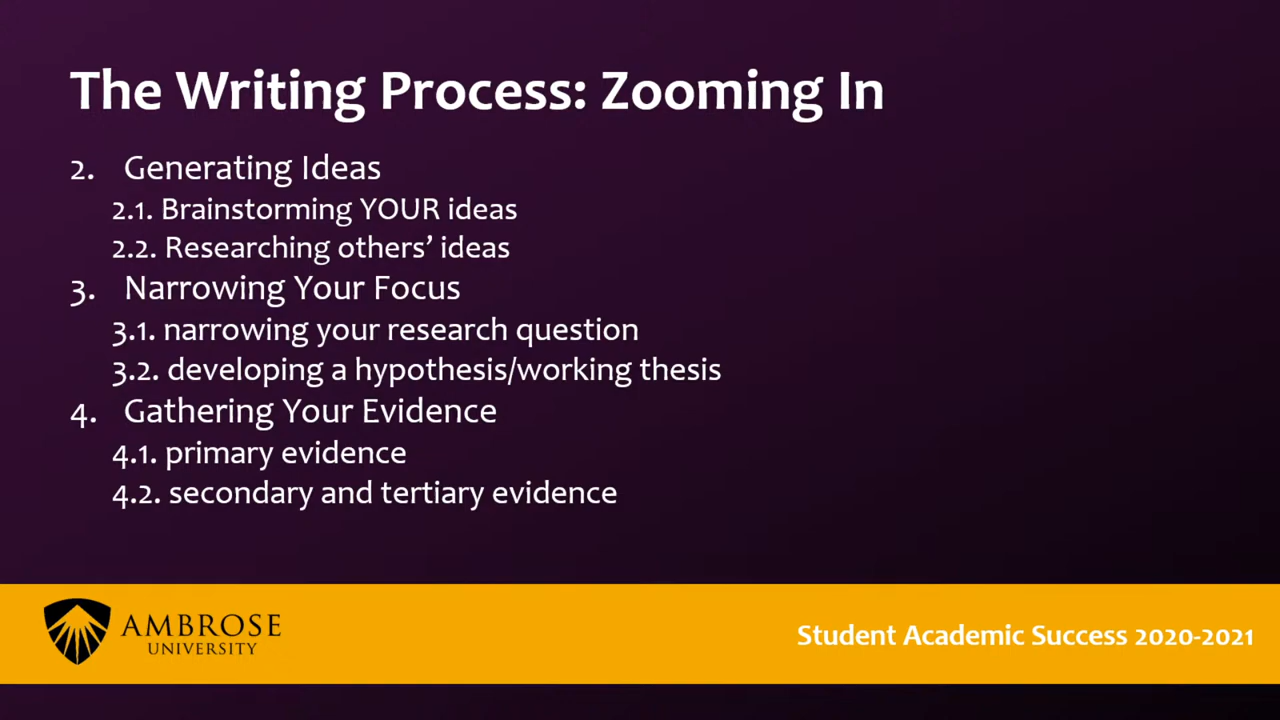 The Writing Process: Zooming In
2. Generating Ideas
2.1. Brainstorming YOUR ideas
2.2. Researching others’ ideas
3. Narrowing Your Focus
3.1. narrowing your research question
3.2. developing a hypothesis/working thesis
4. Gathering Your Evidence
4.1. primary evidence
4.2. secondary and tertiary evidence
AMBROSE
UNIVERSITY
Student Academic Success 2020-2021